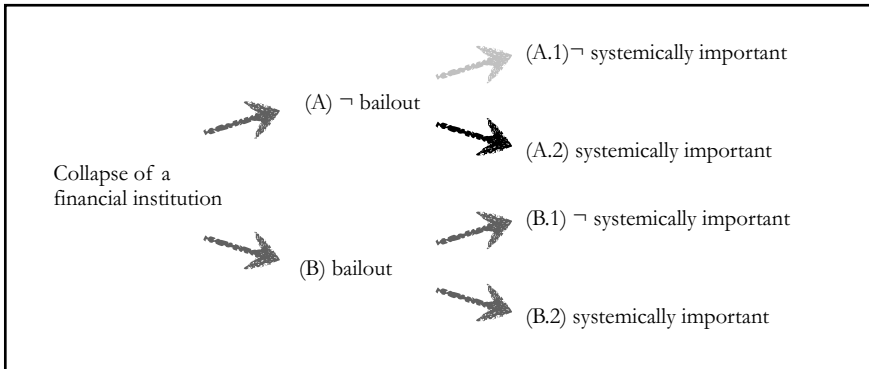 (A.1)¬ systemically important
(A) ¬ bailout
(A.2) systemically important
Collapse of a
financial institution
(B.1) ¬ systemically important
(B) bailout
(B.2) systemically important